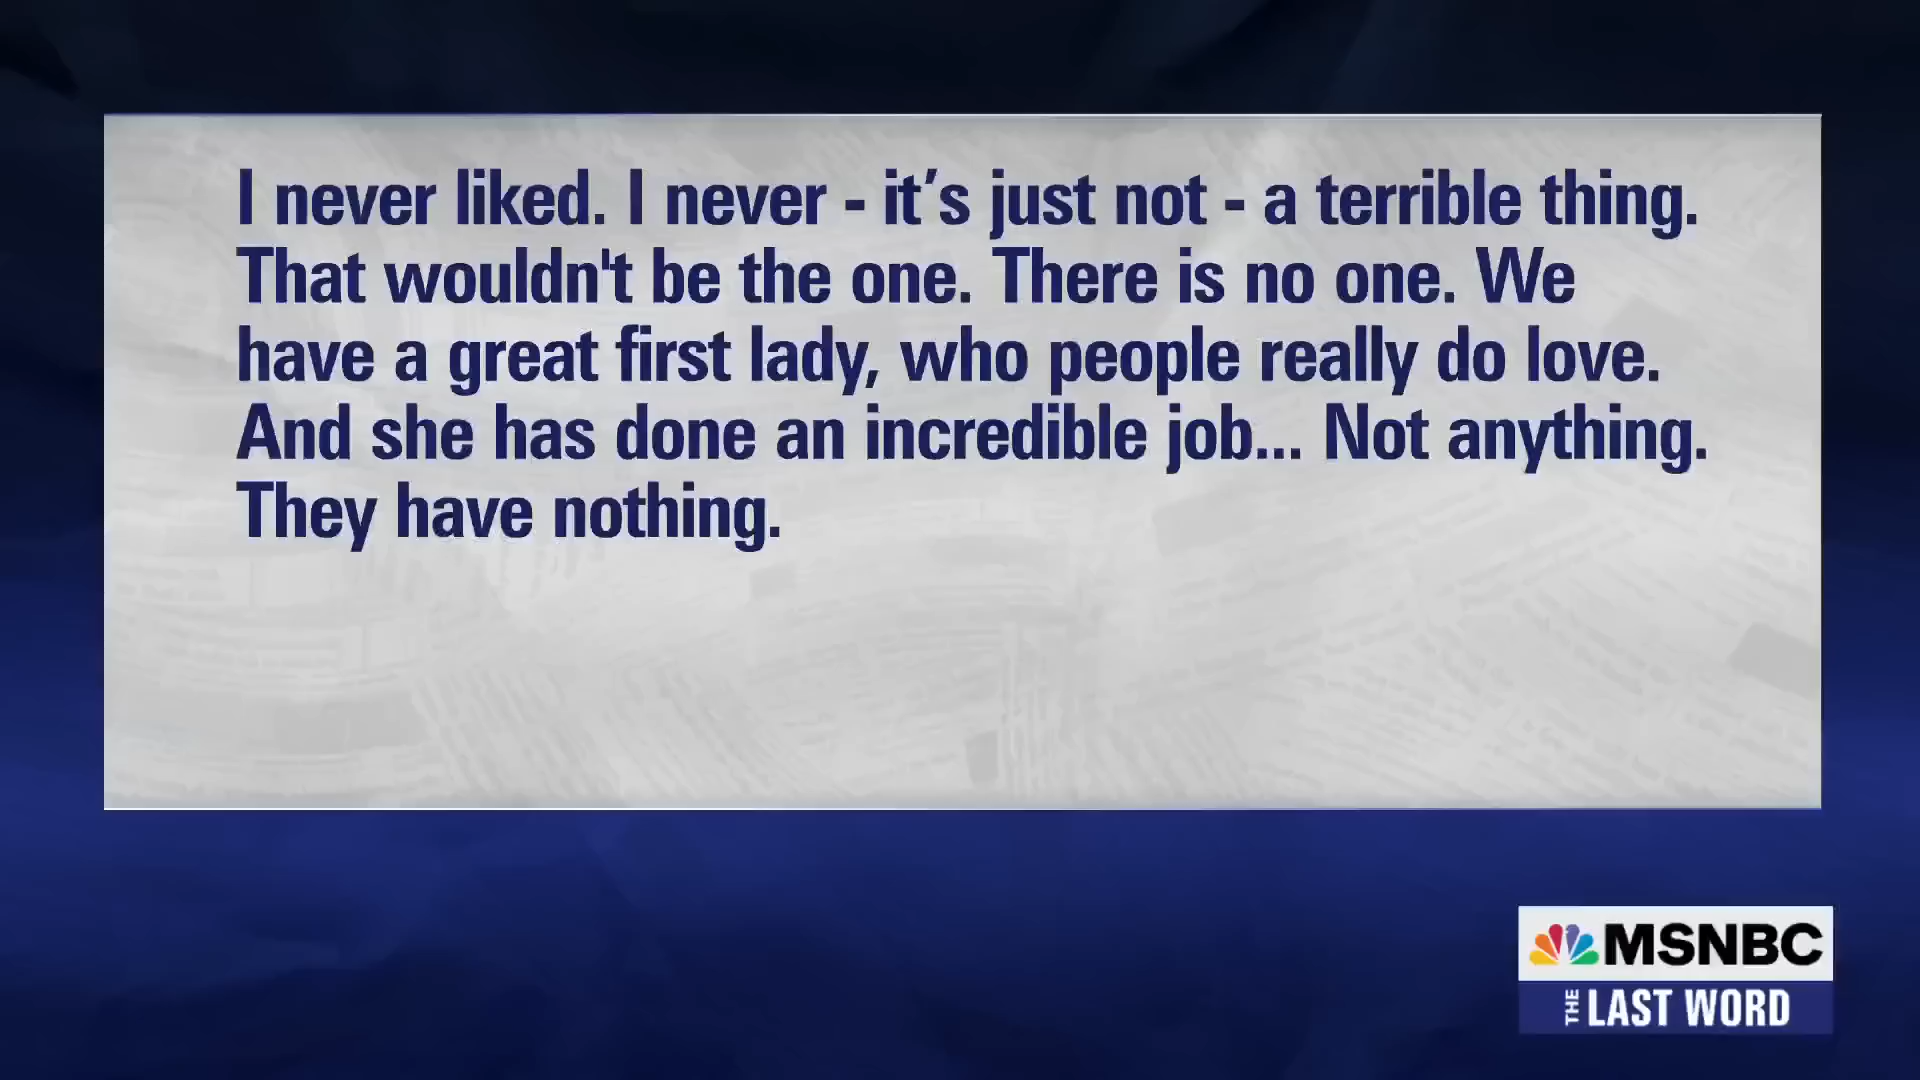 I never liked. I never - it’s just not - a terrible thing.
That wouldn't be the one. There is no one. We
have a great first lady, who people really do love.
And she has done an incredible job... Not anything.
They have nothing.
MSNBC
THE LAST WORD